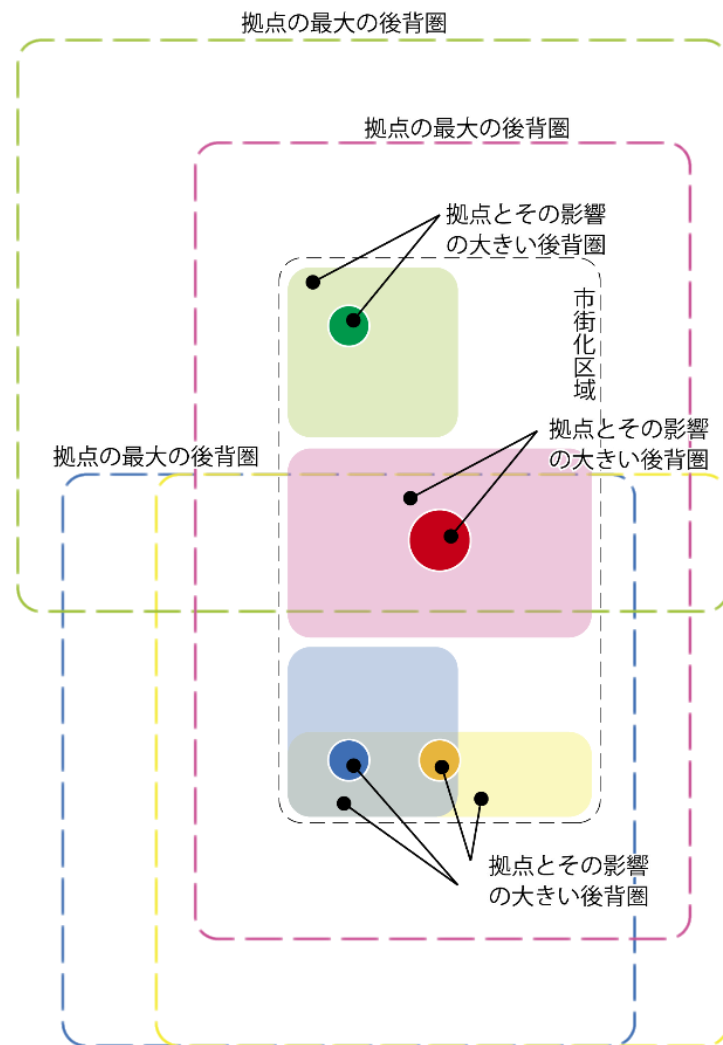 拠点の最大の後背圏
拠点の最大の後背圏
拠点とその影響
の大きい後背圏
市街化区域
拠点とその影響
の大きい後背圏
拠点の最大の後背圏
拠点とその影響
の大きい後背圏